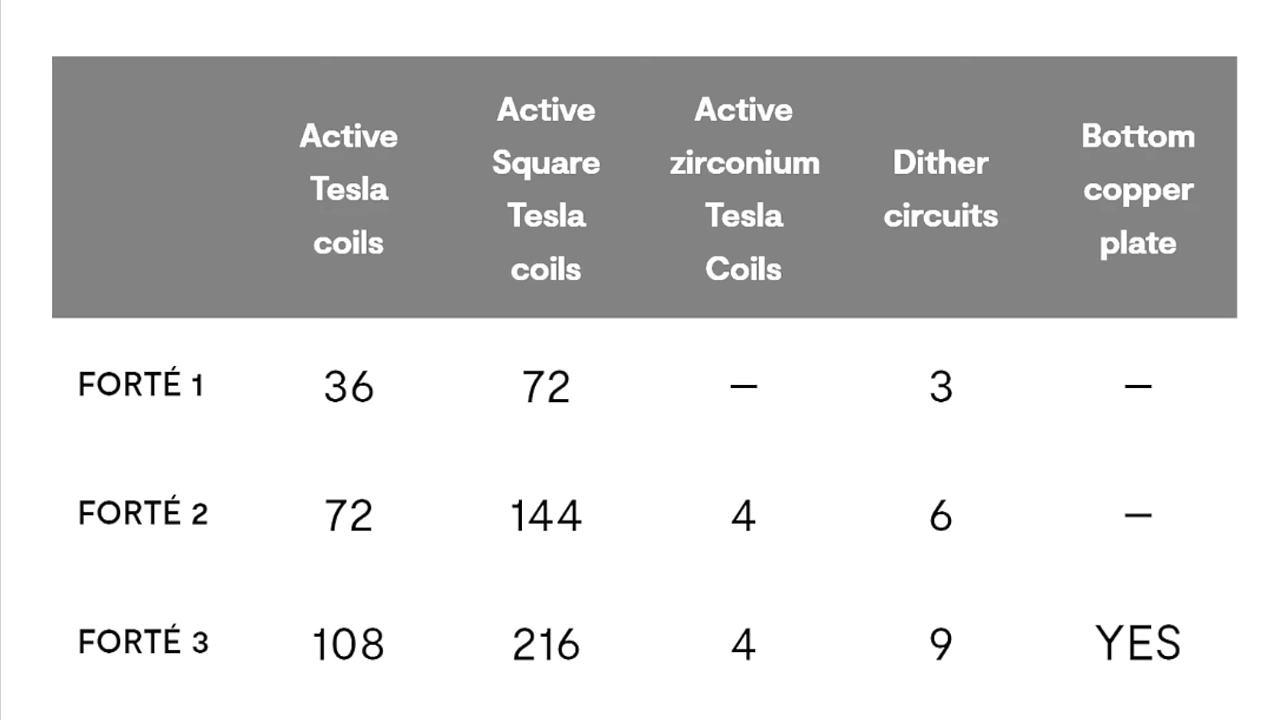 Active Tesla coils
Active Square Tesla coils
Active zirconium Tesla Coils
Dither circuits
Bottom copper plate
FORTÉ 1 36 72 – 3 –
FORTÉ 2 72 144 4 6 –
FORTÉ 3 108 216 4 9 YES